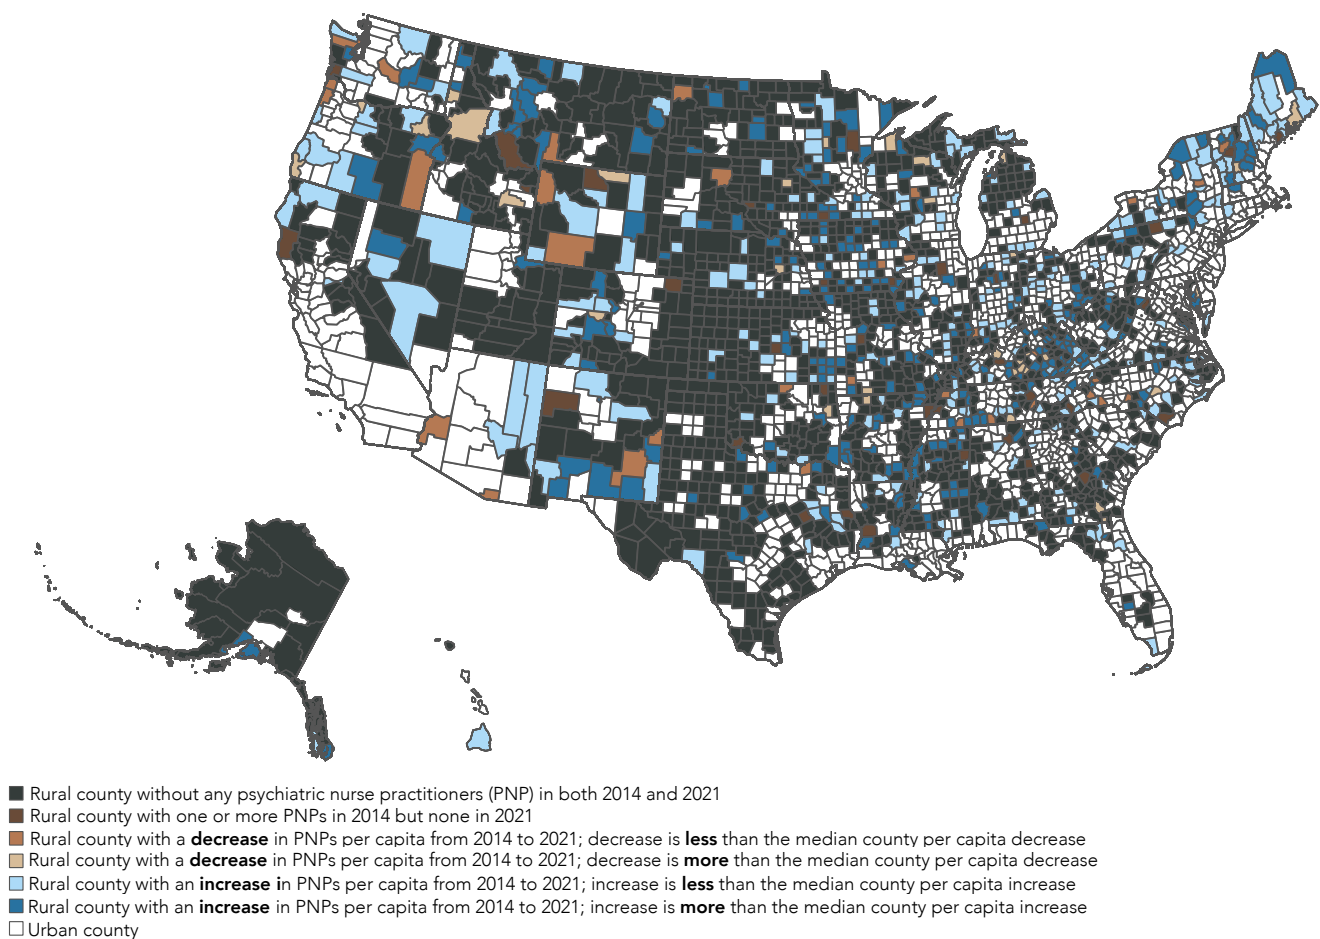 Rural county without any psychiatric nurse practitioners (PNP) in both 2014 and 2021
Rural county with one or more PNPs in 2014 but none in 2021
Rural county with a decrease in PNPs per capita from 2014 to 2021; decrease is less than the median county per capita decrease
Rural county with a decrease in PNPs per capita from 2014 to 2021; decrease is more than the median county per capita decrease
Rural county with an increase in PNPs per capita from 2014 to 2021; increase is less than the median county per capita increase
Rural county with an increase in PNPs per capita from 2014 to 2021; increase is more than the median county per capita increase
Urban county